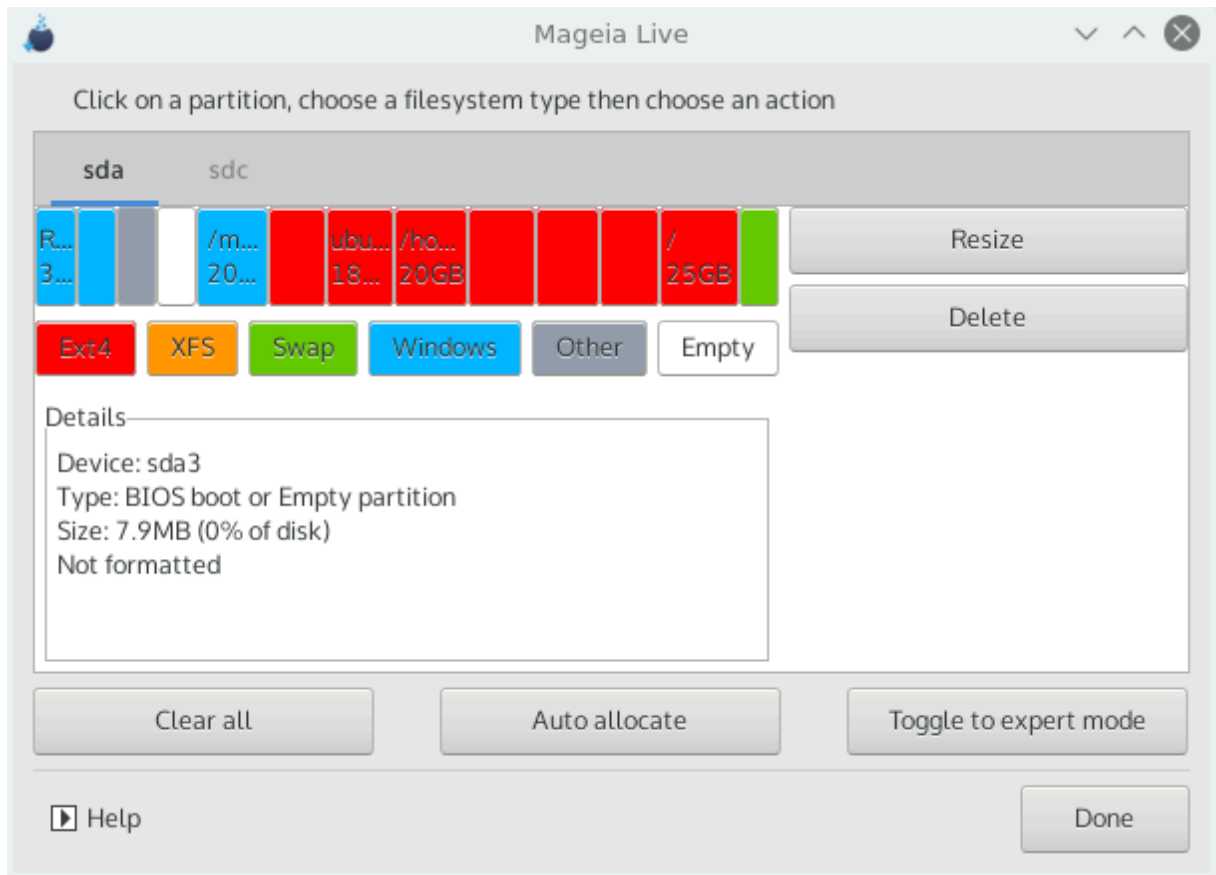 Mageia Live
Click on a partition, choose a filesystem type then choose an action
sda sdc
R... /m... ubu... /ho... /
3... 20... 18... 20GB 25GB
Resize
Delete
Ext4 XFS Swap Windows Other Empty
Details
Device: sda3
Type: BIOS boot or Empty partition
Size: 7.9MB (0% of disk)
Not formatted
Clear all Auto allocate Toggle to expert mode
Help Done